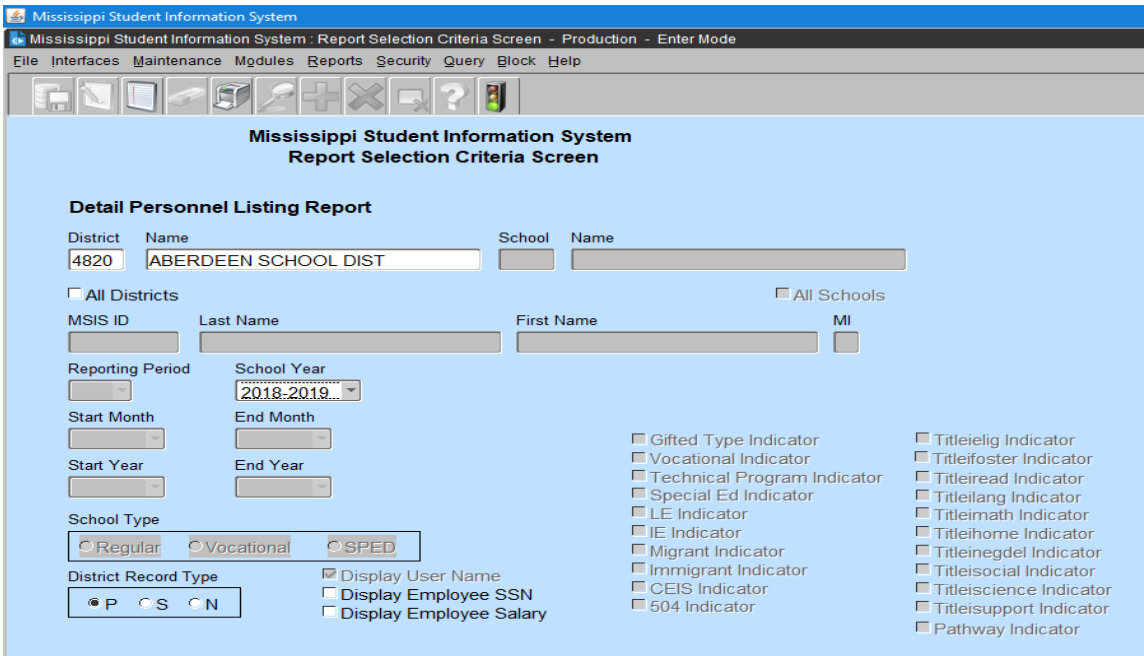 Mississippi Student Information System
Mississippi Student Information System : Report Selection Criteria Screen - Production - Enter Mode
File Interfaces Maintenance Modules Reports Security Query Block Help
Mississippi Student Information System
Report Selection Criteria Screen
Detail Personnel Listing Report
District Name School Name
4820 ABERDEEN SCHOOL DIST
All Districts All Schools
MSIS ID Last Name First Name MI
Reporting Period School Year
2018-2019...
Start Month End Month
Start Year End Year
School Type
Regular Vocational SPED
District Record Type
P S N
Display User Name
Display Employee SSN
Display Employee Salary
Gifted Type Indicator
Vocational Indicator
Technical Program Indicator
Special Ed Indicator
LE Indicator
IE Indicator
Migrant Indicator
Immigrant Indicator
CEIS Indicator
504 Indicator
Titleielig Indicator
Titleifoster Indicator
Titleiread Indicator
Titleilang Indicator
Titleimath Indicator
Titleihome Indicator
Titleinegdel Indicator
Titleisocial Indicator
Titleiscience Indicator
Titleisupport Indicator
Pathway Indicator